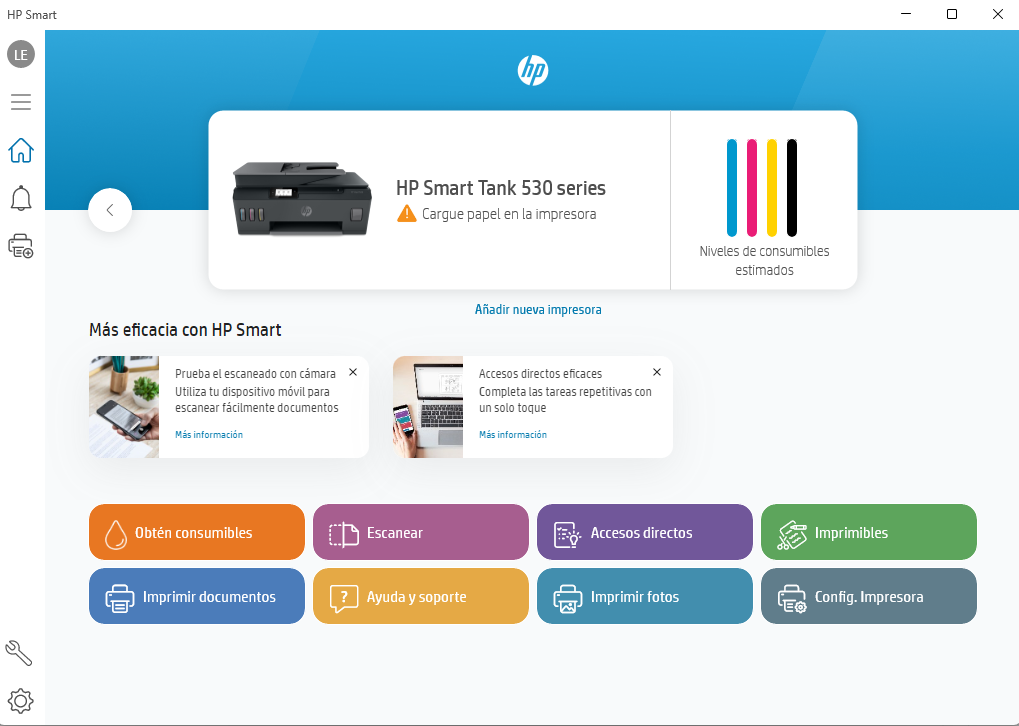 HP Smart
LE
hp
HP Smart Tank 530 series
Cargue papel en la impresora
Niveles de consumibles
estimados
Añadir nueva impresora
Más eficacia con HP Smart
Prueba el escaneado con cámara
Utiliza tu dispositivo móvil para
escanear fácilmente documentos
Más información
Accesos directos eficaces
Completa las tareas repetitivas con
un solo toque
Más información
Obtén consumibles
Escanear
Accesos directos
Imprimibles
Imprimir documentos
Ayuda y soporte
Imprimir fotos
Config. Impresora